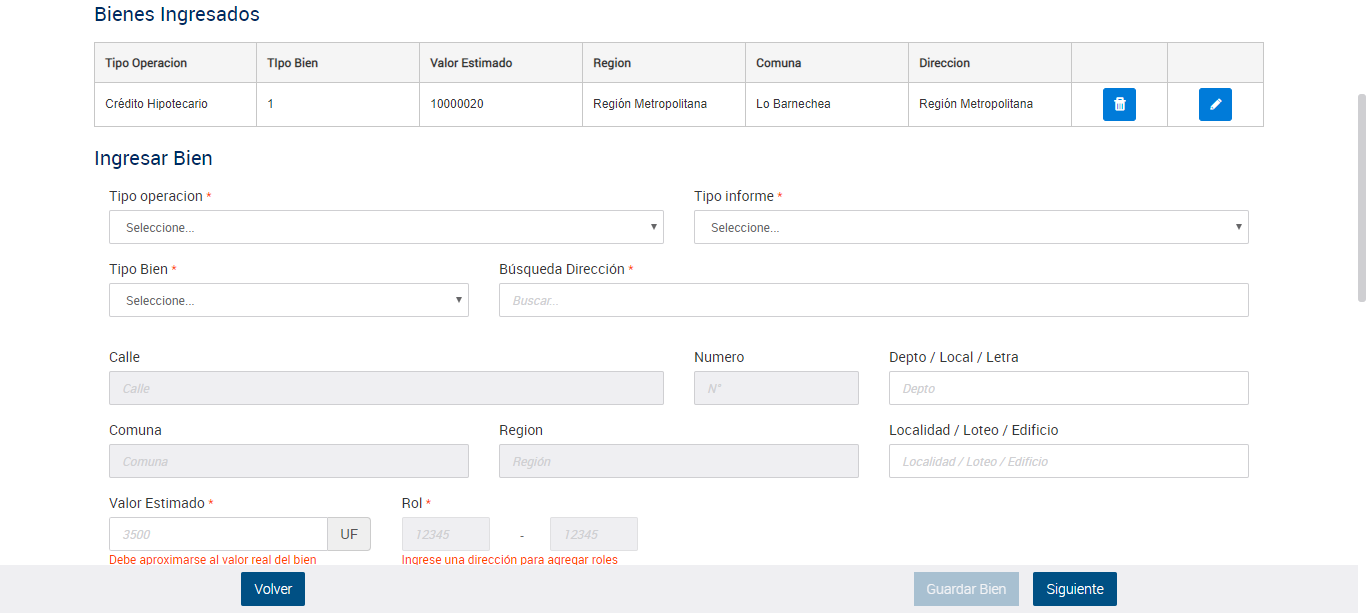 Bienes Ingresados
Tipo Operacion TIpo Bien Valor Estimado Region Comuna Direccion
Crédito Hipotecario 1 10000020 Región Metropolitana Lo Barnechea Región Metropolitana
Ingresar Bien
Tipo operacion * Tipo informe *
Seleccione... Seleccione...
Tipo Bien * Búsqueda Dirección *
Seleccione... Buscar...
Calle Numero Depto / Local / Letra
Calle N° Depto
Comuna Region Localidad / Loteo / Edificio
Comuna Región Localidad / Loteo / Edificio
Valor Estimado * Rol *
3500 UF 12345 - 12345
Debe aproximarse al valor real del bien Ingrese una dirección para agregar roles
Volver Guardar Bien Siguiente